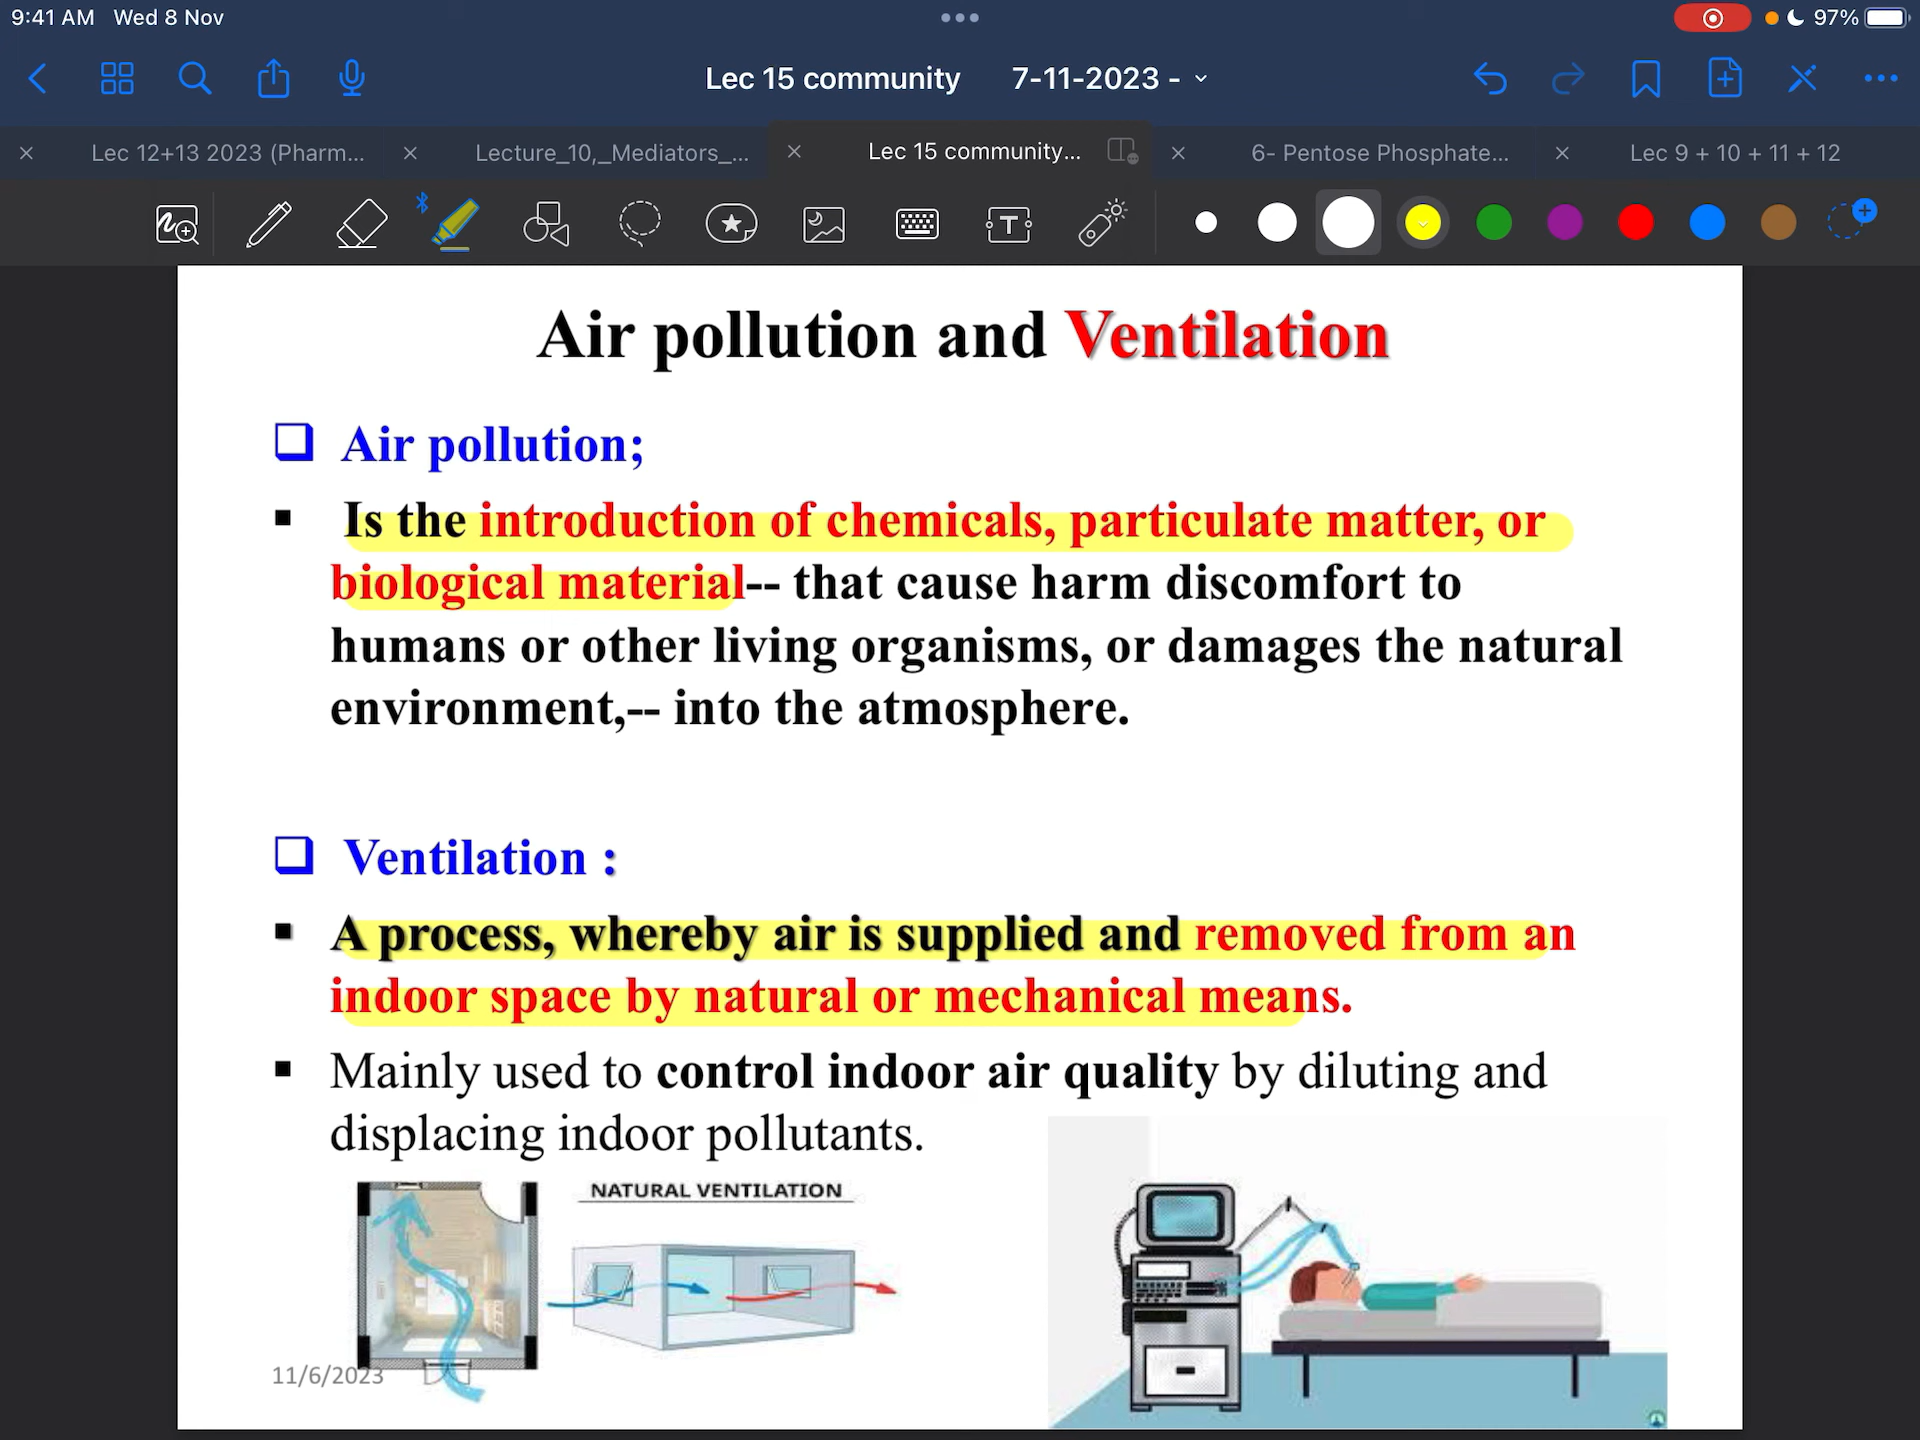 9:41 AM Wed 8 Nov
97%
Lec 15 community 7-11-2023 -
Lec 12+13 2023 (Pharm...
Lecture_10,_Mediators_...
Lec 15 community...
6- Pentose Phosphate...
Lec 9 + 10 + 11 + 12
T
Air pollution and Ventilation
Air pollution;
Is the introduction of chemicals, particulate matter, or
biological material-- that cause harm discomfort to
humans or other living organisms, or damages the natural
environment,-- into the atmosphere.
Ventilation :
A process, whereby air is supplied and removed from an
indoor space by natural or mechanical means.
Mainly used to control indoor air quality by diluting and
displacing indoor pollutants.
NATURAL VENTILATION
11/6/2023